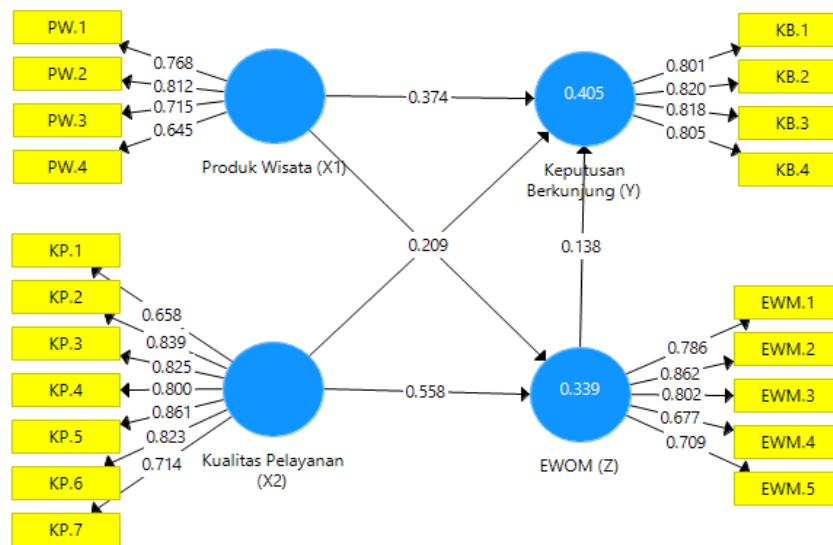 PW.1
PW.2
PW.3
PW.4
0.768
0.812
0.715
0.645
Produk Wisata (X1)
0.374
0.405
Keputusan
Berkunjung (Y)
0.801
0.820
0.818
0.805
KB.1
KB.2
KB.3
KB.4
0.209
0.138
KP.1
KP.2
KP.3
KP.4
KP.5
KP.6
KP.7
0.658
0.839
0.825
0.800
0.861
0.823
0.714
Kualitas Pelayanan
(X2)
0.558
0.339
EWOM (Z)
0.786
0.862
0.802
0.677
0.709
EWM.1
EWM.2
EWM.3
EWM.4
EWM.5